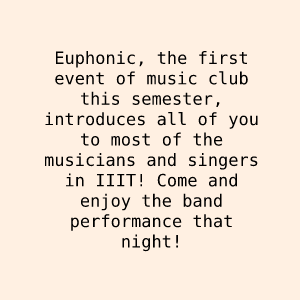 Euphonic, the first
event of music club
this semester,
introduces all of you
to most of the
musicians and singers
in IIIT! Come and
enjoy the band
performance that
night!